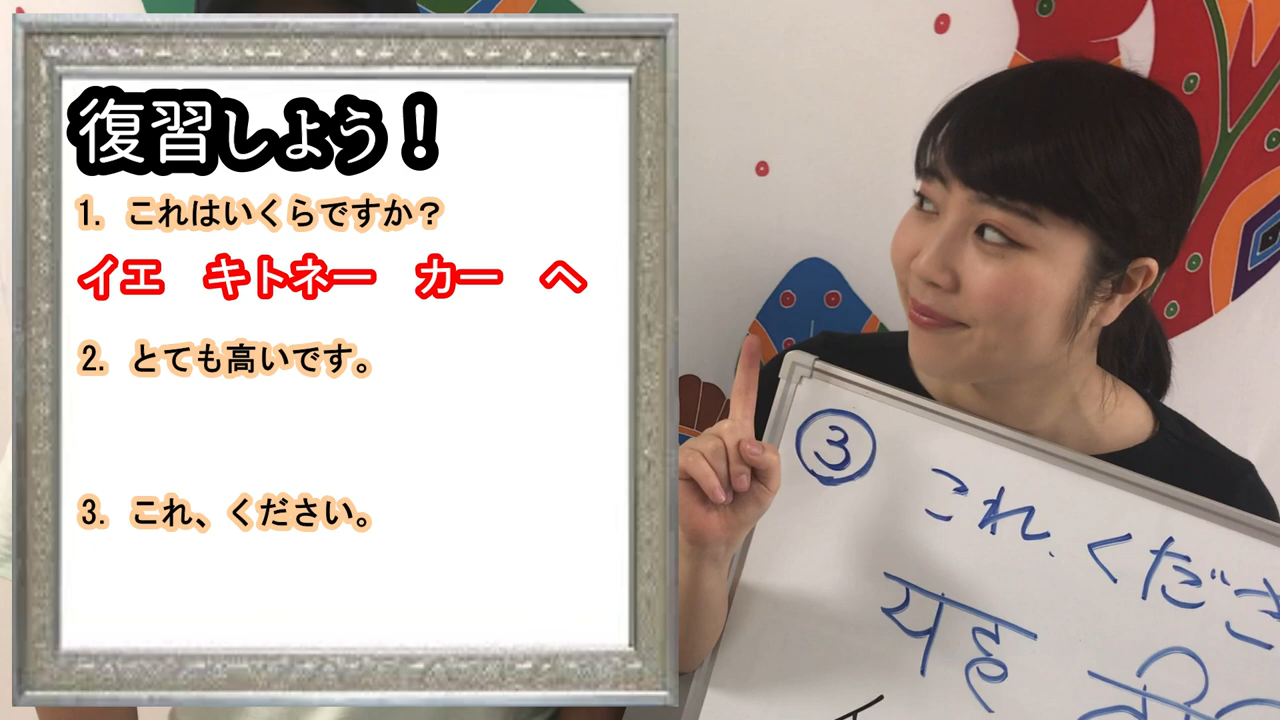 復習しよう！
1. これはいくらですか？
イエ　キトネー　カー　ヘ
2. とても高いです。
3. これ、ください。
③
これ、くださ
यह